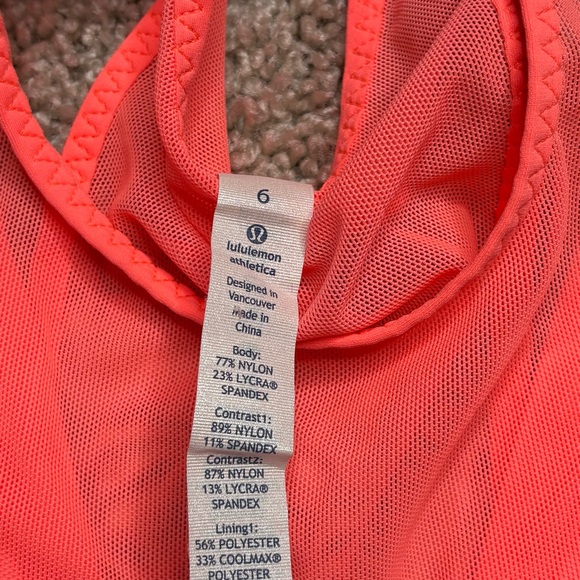 6
lululemon
athletica
Designed in
Vancouver
Made in
China
Body:
77% NYLON
23% LYCRA®
SPANDEX
Contrast1:
89% NYLON
11% SPANDEX
Contrast2:
87% NYLON
13% LYCRA®
SPANDEX
Lining1:
56% POLYESTER
33% COOLMAX®
POLYESTER